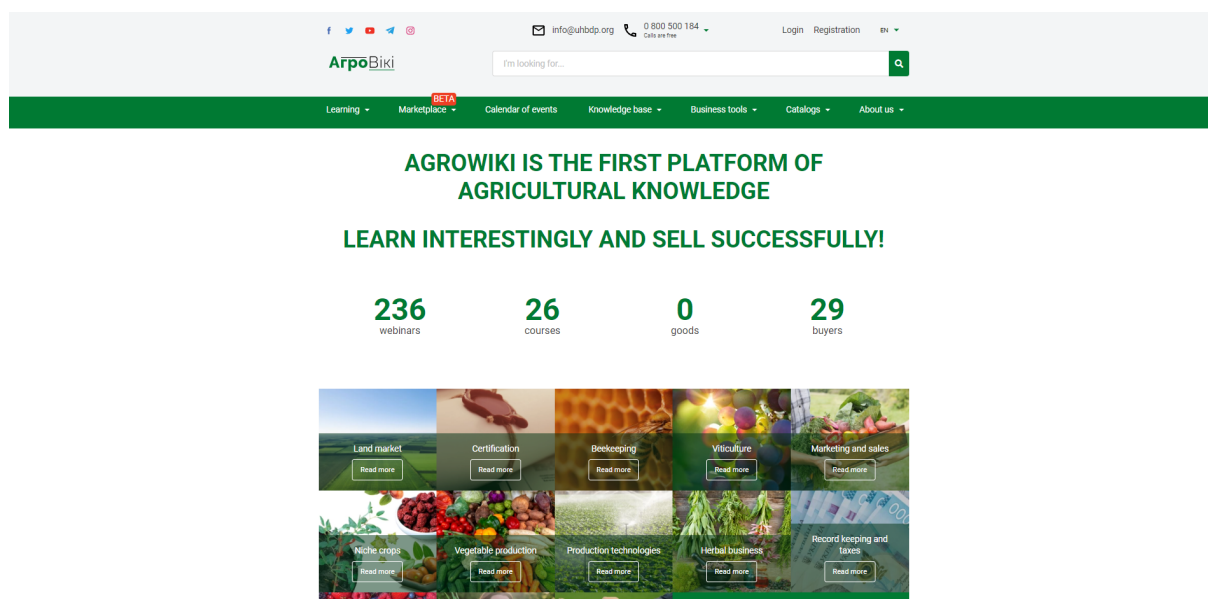 info@uhbdp.org
0 800 500 184
Calls are free
Login Registration EN
АгроВікі
I'm looking for...
BETA
Learning Marketplace Calendar of events Knowledge base Business tools Catalogs About us
AGROWIKI IS THE FIRST PLATFORM OF
AGRICULTURAL KNOWLEDGE
LEARN INTERESTINGLY AND SELL SUCCESSFULLY!
236 26 0 29
webinars courses goods buyers
Land market Certification Beekeeping Viticulture Marketing and sales
Read more Read more Read more Read more Read more
Niche crops Vegetable production Production technologies Herbal business Record keeping and
taxes
Read more Read more Read more Read more Read more